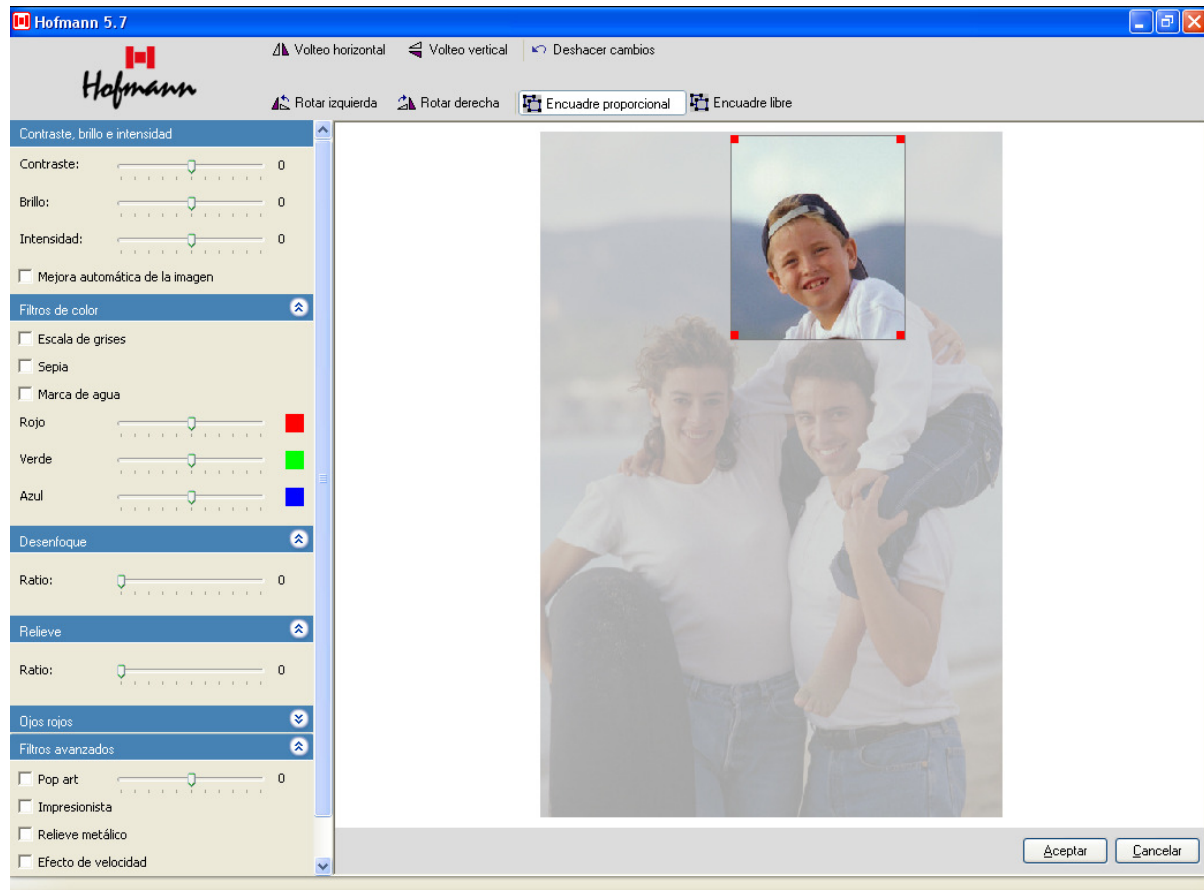 Hofmann 5.7
Hofmann
Volteo horizontal Volteo vertical Deshacer cambios
Rotar izquierda Rotar derecha Encuadre proporcional Encuadre libre
Contraste, brillo e intensidad
Contraste: 0
Brillo: 0
Intensidad: 0
Mejora automática de la imagen
Filtros de color
Escala de grises
Sepia
Marca de agua
Rojo
Verde
Azul
Desenfoque
Ratio: 0
Relieve
Ratio: 0
Ojos rojos
Filtros avanzados
Pop art 0
Impresionista
Relieve metálico
Efecto de velocidad
Aceptar Cancelar